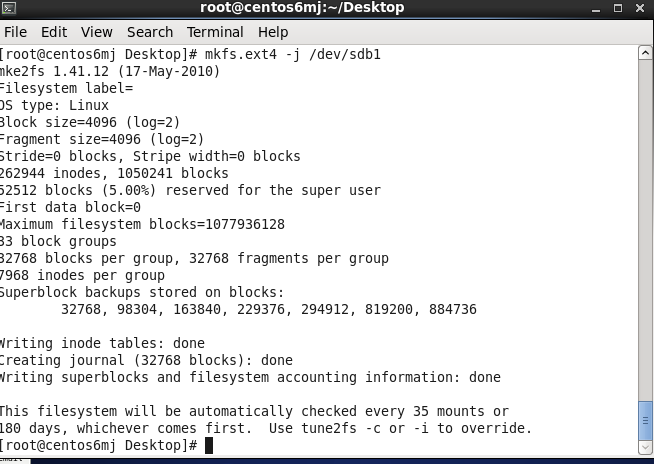 root@centos6mj:~/Desktop
File Edit View Search Terminal Help
[root@centos6mj Desktop]# mkfs.ext4 -j /dev/sdb1
mke2fs 1.41.12 (17-May-2010)
Filesystem label=
OS type: Linux
Block size=4096 (log=2)
Fragment size=4096 (log=2)
Stride=0 blocks, Stripe width=0 blocks
262944 inodes, 1050241 blocks
52512 blocks (5.00%) reserved for the super user
First data block=0
Maximum filesystem blocks=1077936128
33 block groups
32768 blocks per group, 32768 fragments per group
7968 inodes per group
Superblock backups stored on blocks:
32768, 98304, 163840, 229376, 294912, 819200, 884736
Writing inode tables: done
Creating journal (32768 blocks): done
Writing superblocks and filesystem accounting information: done
This filesystem will be automatically checked every 35 mounts or
180 days, whichever comes first.  Use tune2fs -c or -i to override.
[root@centos6mj Desktop]#